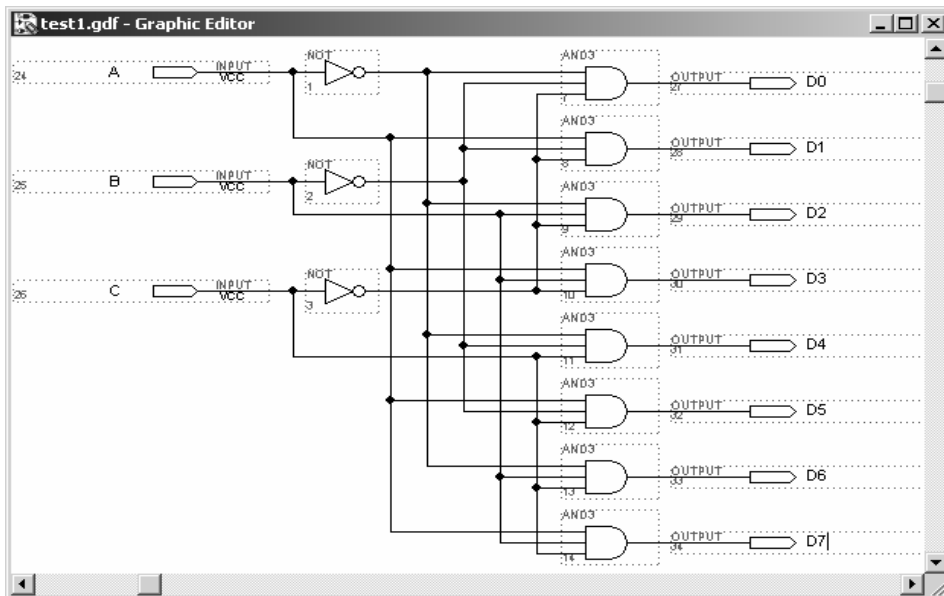 test1.gdf - Graphic Editor
24 A INPUT VCC
NOT
1
AND3
7
OUTPUT
27
D0
AND3
8
OUTPUT
28
D1
25 B INPUT VCC
NOT
2
AND3
9
OUTPUT
29
D2
AND3
10
OUTPUT
30
D3
26 C INPUT VCC
NOT
3
AND3
11
OUTPUT
31
D4
AND3
12
OUTPUT
32
D5
AND3
13
OUTPUT
33
D6
AND3
14
OUTPUT
34
D7